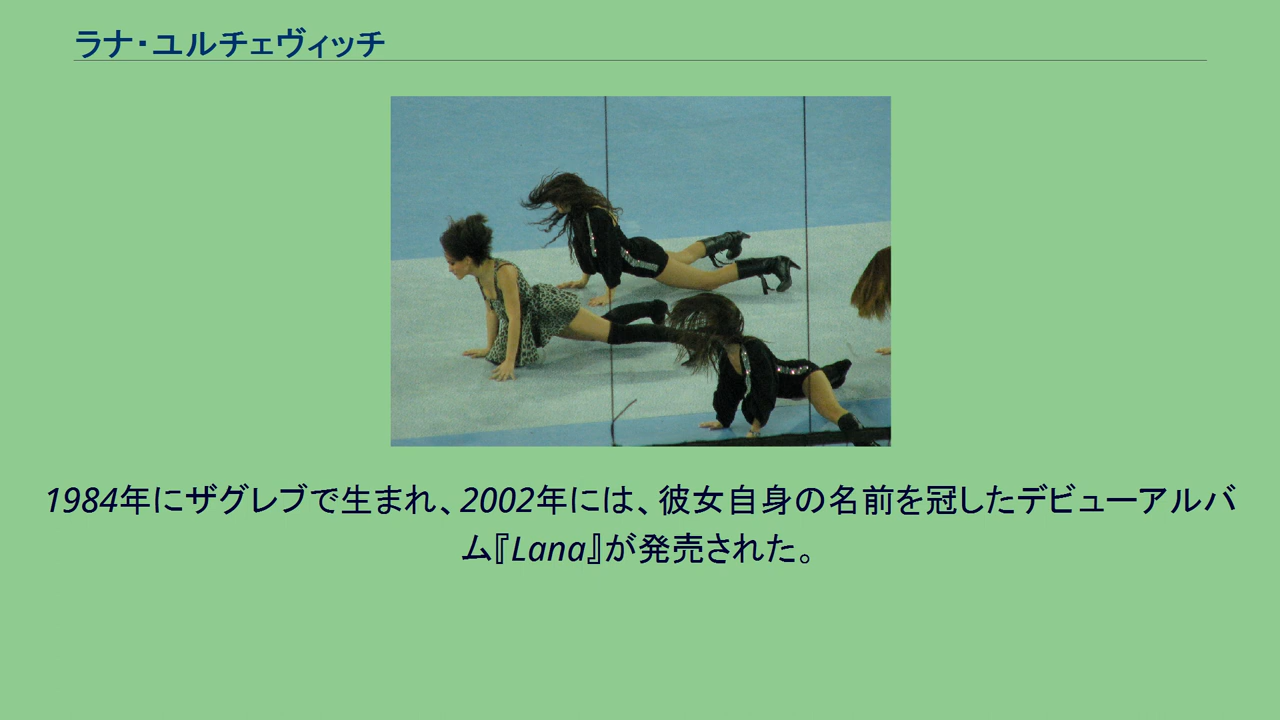 ラナ・ユルチェヴィッチ
1984年にザグレブで生まれ、2002年には、彼女自身の名前を冠したデビューアルバ
ム『Lana』が発売された。